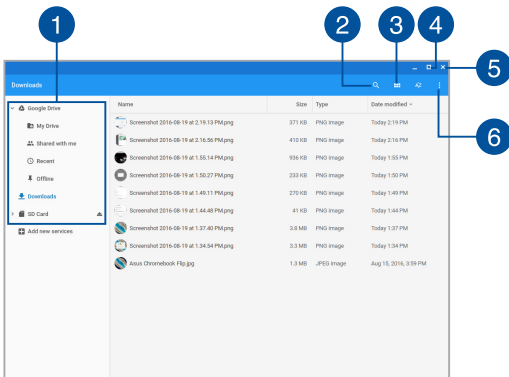 1
2
3
4
5
6
Downloads
Google Drive
My Drive
Shared with me
Recent
Offline
Downloads
SD Card
Add new services
Name Size Type Date modified
Screenshot 2016-08-19 at 2.19.13 PM.png 371 KB PNG image Today 2:19 PM
Screenshot 2016-08-19 at 2.16.56 PM.png 410 KB PNG image Today 2:16 PM
Screenshot 2016-08-19 at 1.55.14 PM.png 936 KB PNG image Today 1:55 PM
Screenshot 2016-08-19 at 1.50.27 PM.png 233 KB PNG image Today 1:50 PM
Screenshot 2016-08-19 at 1.49.11 PM.png 270 KB PNG image Today 1:49 PM
Screenshot 2016-08-19 at 1.44.48 PM.png 41 KB PNG image Today 1:44 PM
Screenshot 2016-08-19 at 1.37.40 PM.png 3.8 MB PNG image Today 1:37 PM
Screenshot 2016-08-19 at 1.34.54 PM.png 3.3 MB PNG image Today 1:34 PM
Asus Chromebook Flip.jpg 1.3 MB JPEG image Aug 15, 2016, 3:59 PM